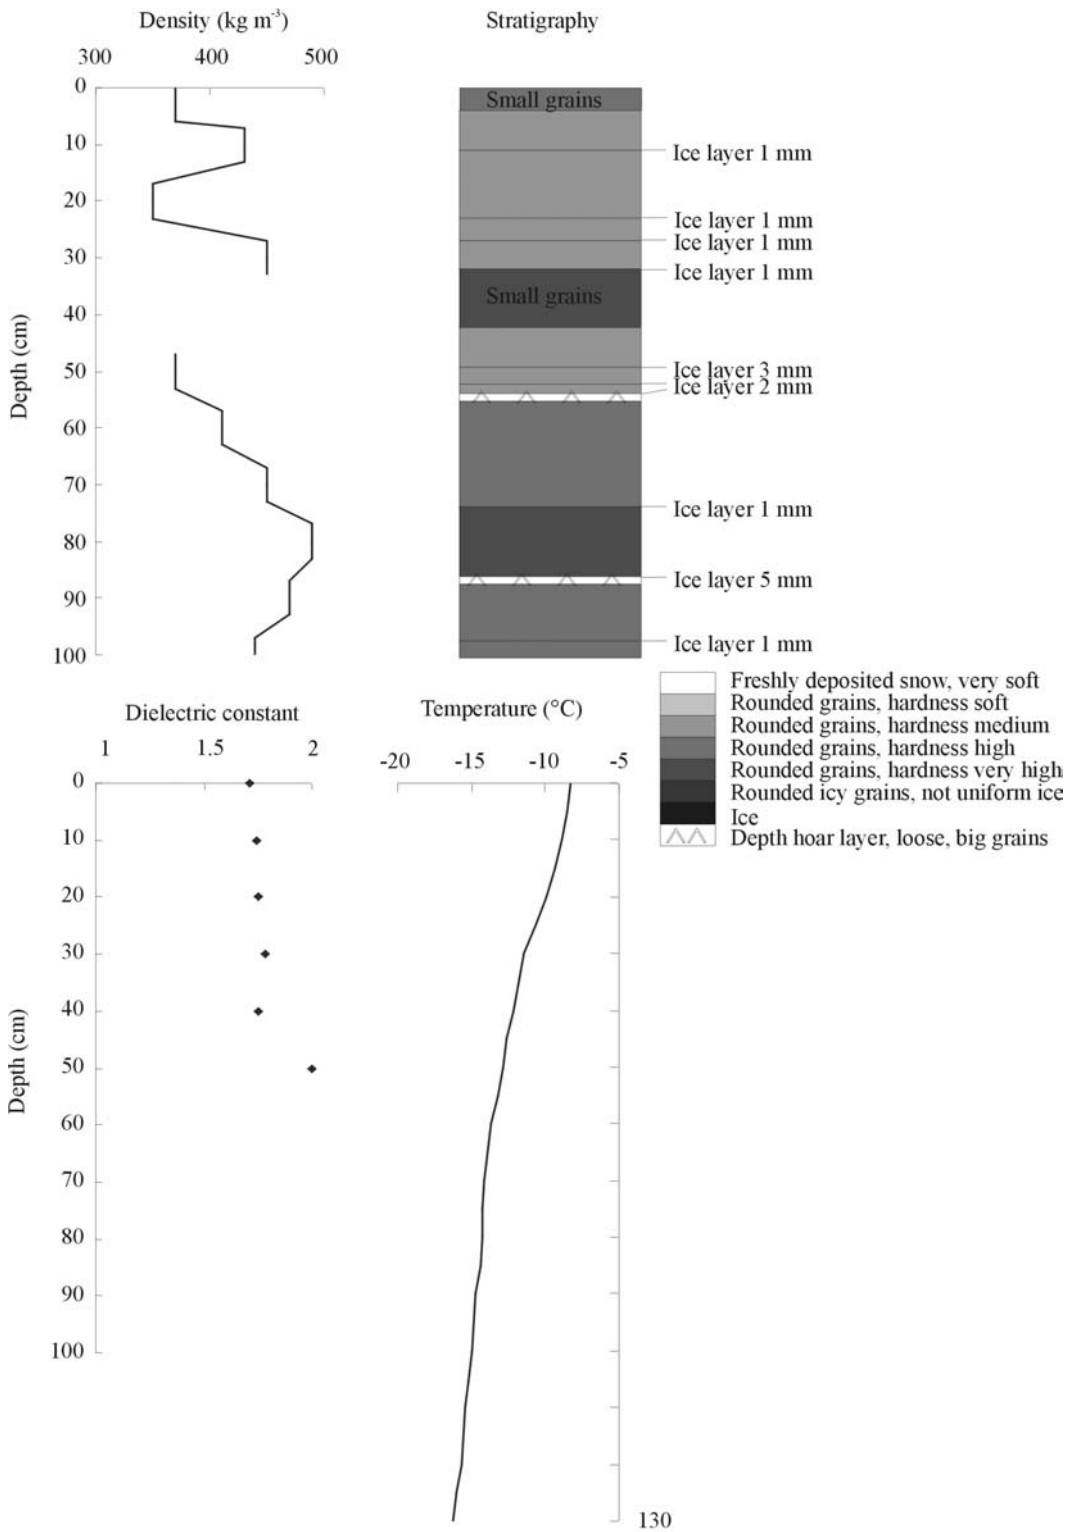 Density (kg m-3)
Stratigraphy
300 400 500
0
10
20
30
40
50
60
70
80
90
100
Depth (cm)
Small grains
Ice layer 1 mm
Ice layer 1 mm
Ice layer 1 mm
Ice layer 1 mm
Small grains
Ice layer 3 mm
Ice layer 2 mm
Ice layer 1 mm
Ice layer 5 mm
Ice layer 1 mm
Freshly deposited snow, very soft
Rounded grains, hardness soft
Rounded grains, hardness medium
Rounded grains, hardness high
Rounded grains, hardness very high
Rounded icy grains, not uniform ice
Ice
Depth hoar layer, loose, big grains
Dielectric constant
1 1.5 2
0
10
20
30
40
50
60
70
80
90
100
Depth (cm)
Temperature (°C)
-20 -15 -10 -5
130